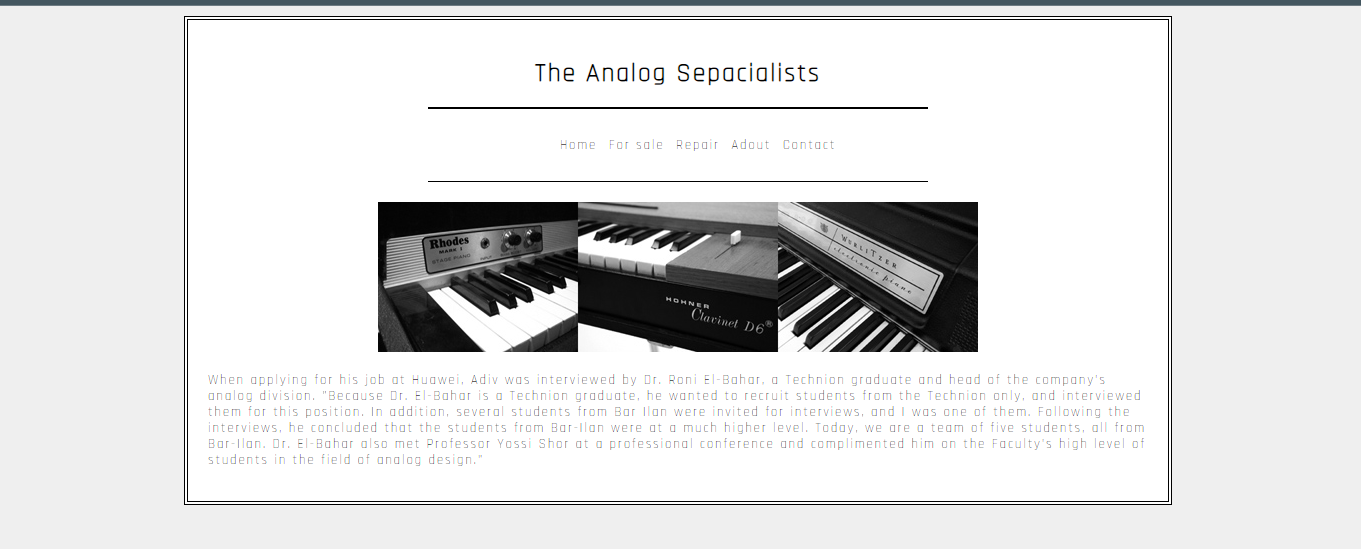 The Analog Sepacialists
Home For sale Repair Adout Contact
Rhodes
MARK I
STAGE PIANO
INPUT
HOHNER
Clavinet D6®
WURLITZER
electronic piano
When applying for his job at Huawei, Adiv was interviewed by Dr. Roni El-Bahar, a Technion graduate and head of the company's
analog division. "Because Dr. El-Bahar is a Technion graduate, he wanted to recruit students from the Technion only, and interviewed
them for this position. In addition, several students from Bar Ilan were invited for interviews, and I was one of them. Following the
interviews, he concluded that the students from Bar-Ilan were at a much higher level. Today, we are a team of five students, all from
Bar-Ilan. Dr. El-Bahar also met Professor Yossi Shor at a professional conference and complimented him on the Faculty's high level of
students in the field of analog design."